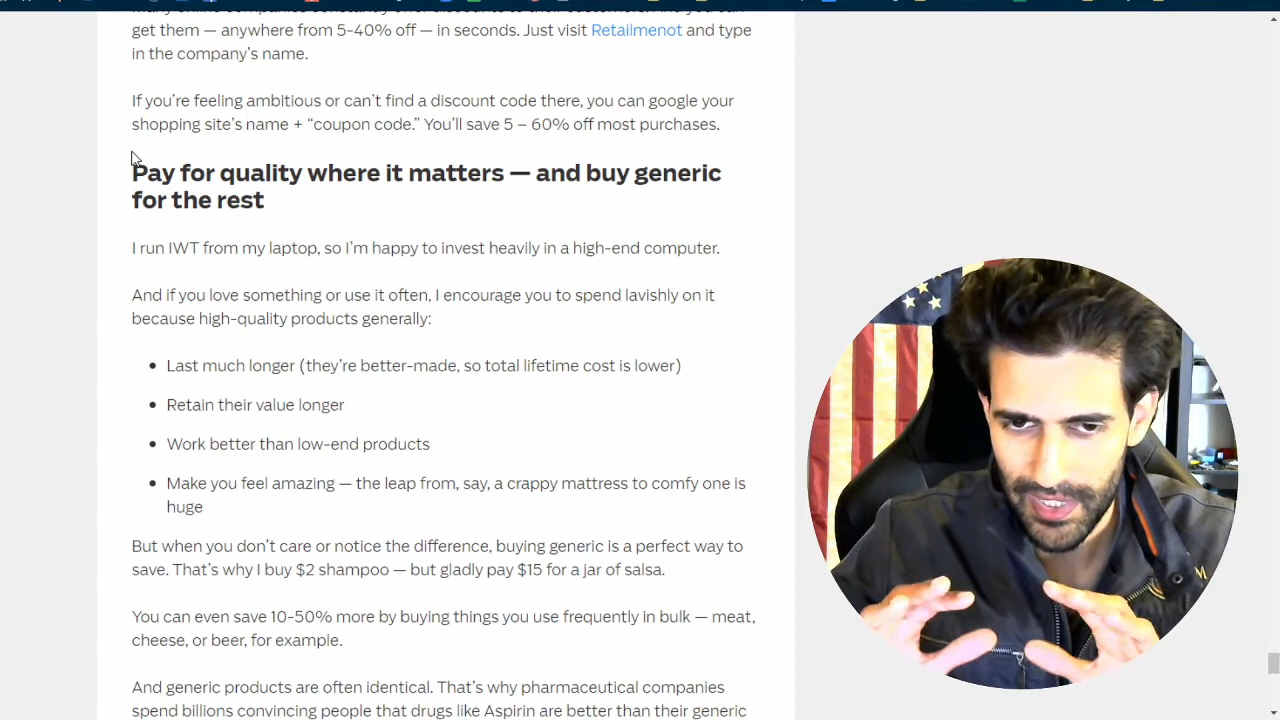 get them — anywhere from 5-40% off — in seconds. Just visit Retailmenot and type
in the company's name.
If you're feeling ambitious or can't find a discount code there, you can google your
shopping site's name + “coupon code.” You'll save 5 – 60% off most purchases.
Pay for quality where it matters — and buy generic
for the rest
I run IWT from my laptop, so I'm happy to invest heavily in a high-end computer.
And if you love something or use it often, I encourage you to spend lavishly on it
because high-quality products generally:
• Last much longer (they're better-made, so total lifetime cost is lower)
• Retain their value longer
• Work better than low-end products
• Make you feel amazing — the leap from, say, a crappy mattress to comfy one is
huge
But when you don't care or notice the difference, buying generic is a perfect way to
save. That's why I buy $2 shampoo — but gladly pay $15 for a jar of salsa.
You can even save 10-50% more by buying things you use frequently in bulk — meat,
cheese, or beer, for example.
And generic products are often identical. That's why pharmaceutical companies
spend billions convincing people that drugs like Aspirin are better than their generic
M